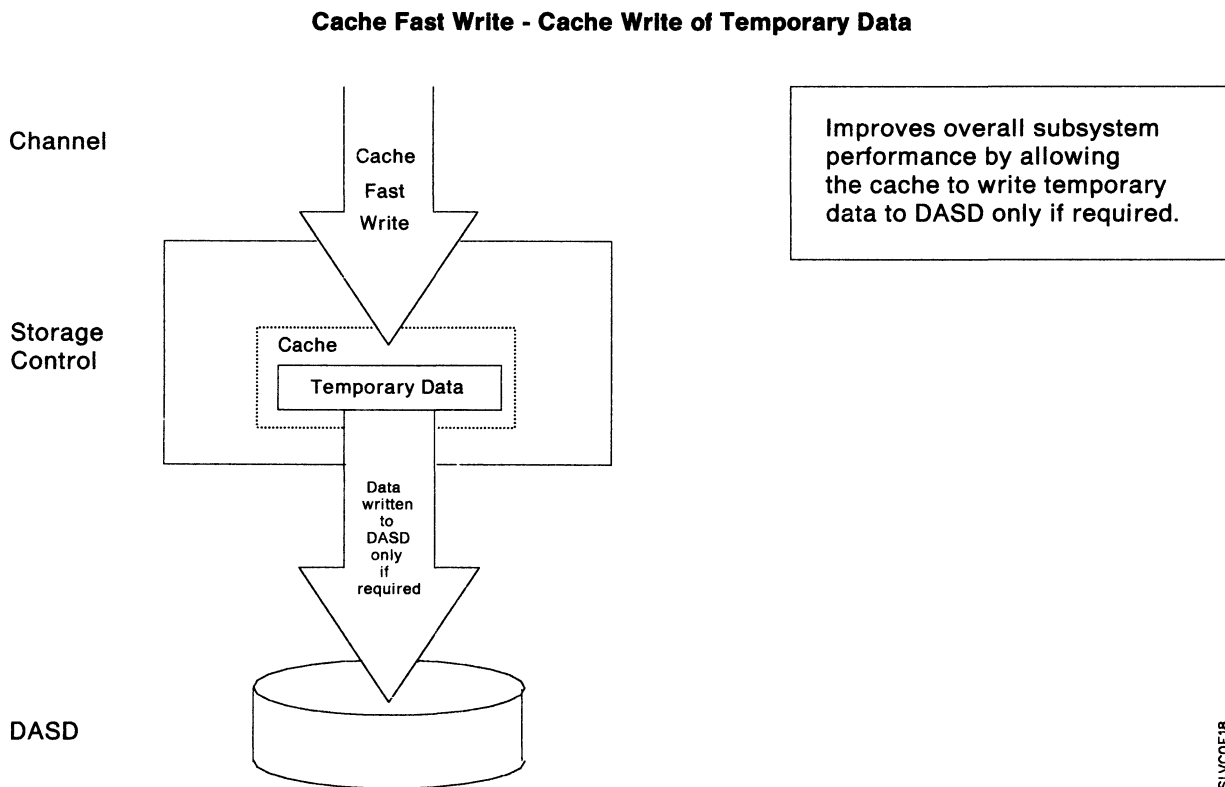 Cache Fast Write - Cache Write of Temporary Data
Channel
Cache
Fast
Write
Improves overall subsystem
performance by allowing
the cache to write temporary
data to DASD only if required.
Storage
Control
Cache
Temporary Data
Data
written
to
DASD
only
if
required
DASD